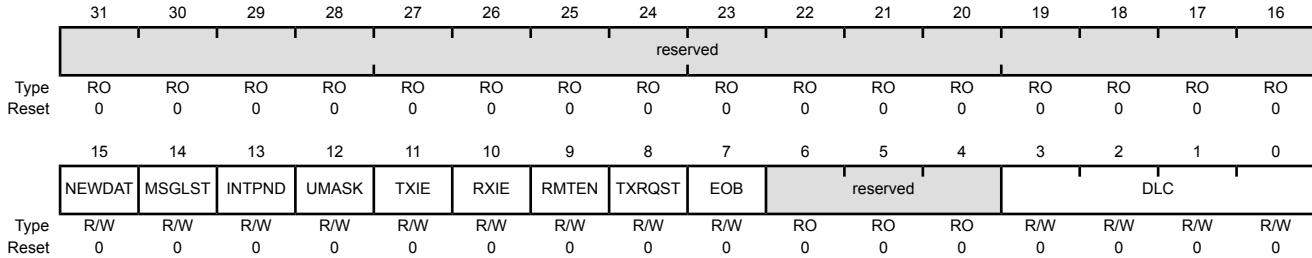 31 30 29 28 27 26 25 24 23 22 21 20 19 18 17 16
reserved
Type RO RO RO RO RO RO RO RO RO RO RO RO RO RO RO RO
Reset 0 0 0 0 0 0 0 0 0 0 0 0 0 0 0 0
15 14 13 12 11 10 9 8 7 6 5 4 3 2 1 0
NEWDAT MSGLST INTPND UMASK TXIE RXIE RMTEN TXRQST EOB reserved DLC
Type R/W R/W R/W R/W R/W R/W R/W R/W R/W RO RO RO R/W R/W R/W R/W
Reset 0 0 0 0 0 0 0 0 0 0 0 0 0 0 0 0